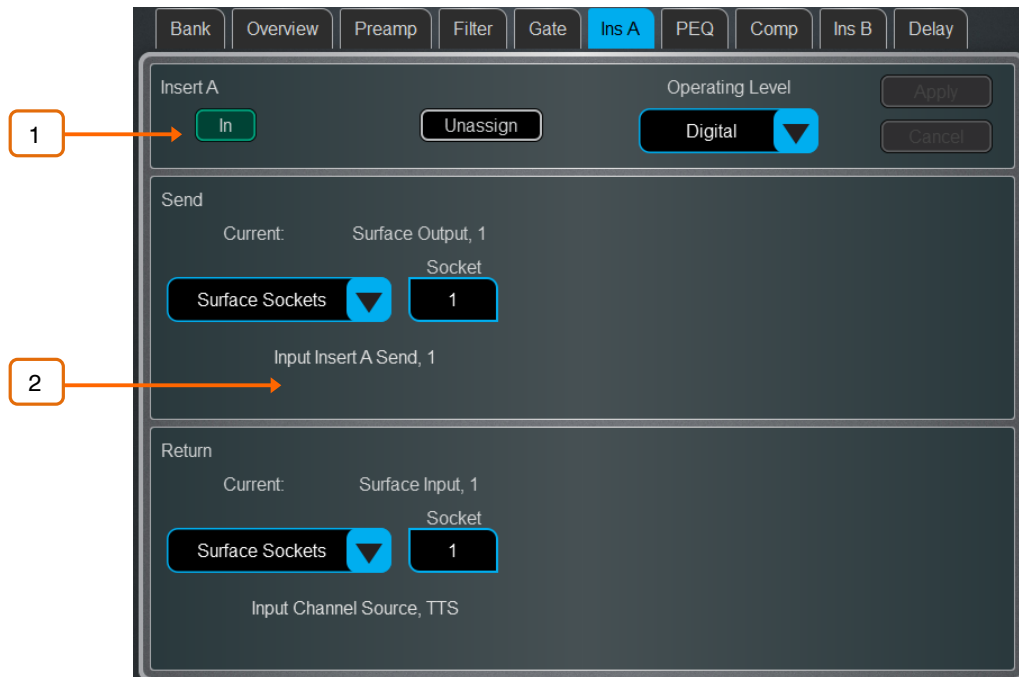 Bank Overview Preamp Filter Gate Ins A PEQ Comp Ins B Delay
Insert A Operating Level Apply
1 In Unassign Digital Cancel
Send
Current: Surface Output, 1
Socket
Surface Sockets 1
Input Insert A Send, 1
2
Return
Current: Surface Input, 1
Socket
Surface Sockets 1
Input Channel Source, TTS